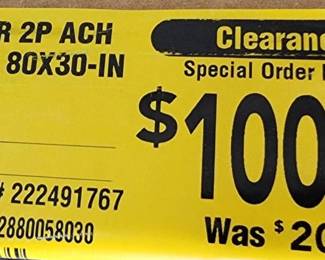 R 2P ACH
80X30-IN
# 222491767
2880058030
Clearanc
Special Order
$100
Was $20